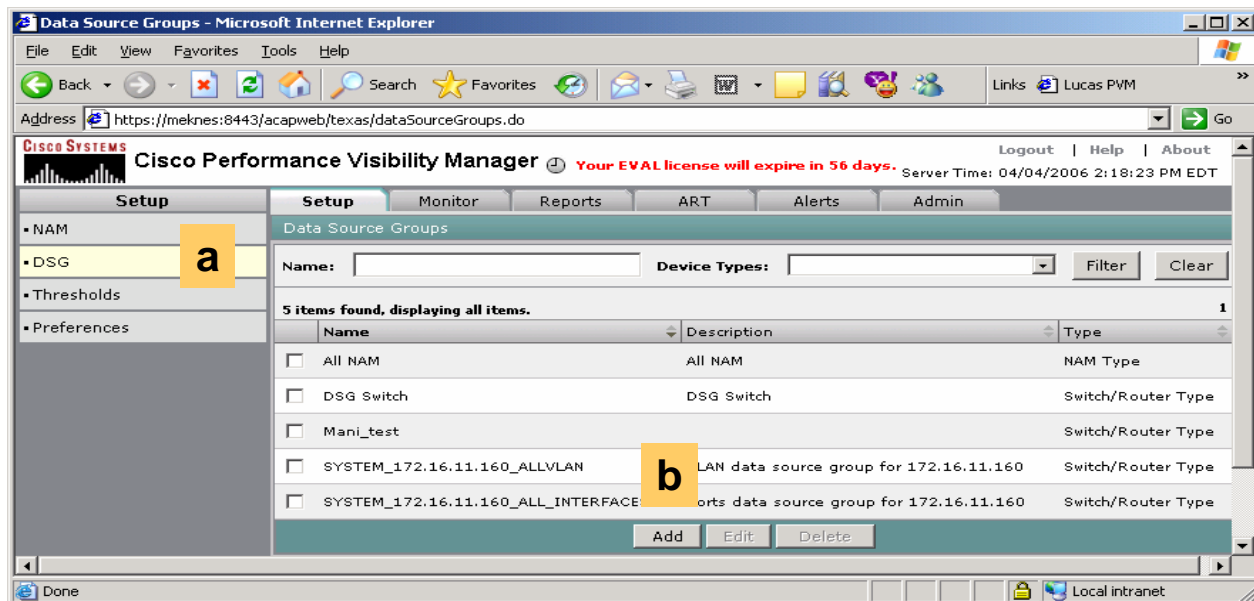 Data Source Groups - Microsoft Internet Explorer
File Edit View Favorites Tools Help
Back Search Favorites Links Lucas PVM
Address https://meknes:8443/acapweb/texas/dataSourceGroups.do Go
CISCO SYSTEMS
Cisco Performance Visibility Manager Your EVAL license will expire in 56 days.
Logout | Help | About
Server Time: 04/04/2006 2:18:23 PM EDT
Setup
Setup Monitor Reports ART Alerts Admin
NAM
DSG
Thresholds
Preferences
a
Data Source Groups
Name: Device Types: Filter Clear
5 items found, displaying all items. 1
Name Description Type
All NAM All NAM NAM Type
DSG Switch DSG Switch Switch/Router Type
Mani_test Switch/Router Type
SYSTEM_172.16.11.160_ALLVLAN LAN data source group for 172.16.11.160 Switch/Router Type
SYSTEM_172.16.11.160_ALL_INTERFACES orts data source group for 172.16.11.160 Switch/Router Type
b
Add Edit Delete
Done Local intranet